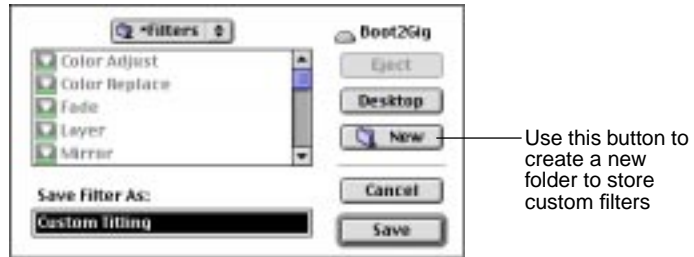 •Filters
Boot2Gig
Color Adjust
Color Replace
Fade
Layer
Mirror
Eject
Desktop
New
Use this button to
create a new
folder to store
custom filters
Save Filter As:
Custom Titling
Cancel
Save